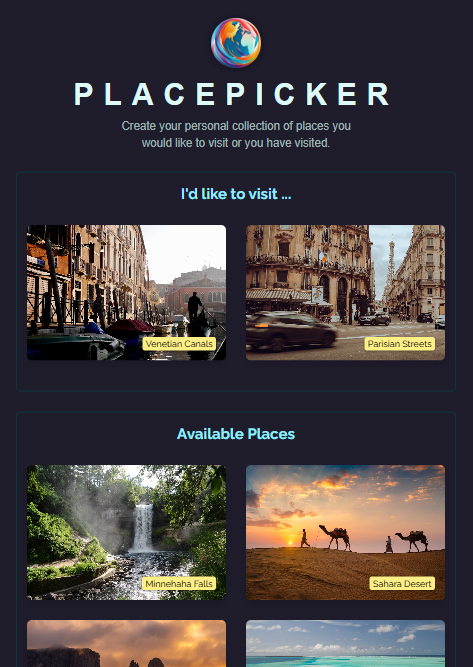 PLACEPICKER
Create your personal collection of places you
would like to visit or you have visited.
I'd like to visit ...
Venetian Canals
Parisian Streets
Available Places
Minnehaha Falls
Sahara Desert